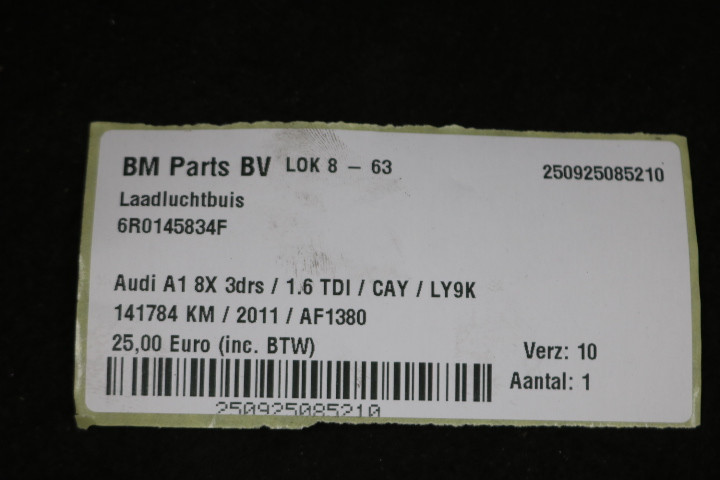 BM Parts BV LOK 8 – 63 250925085210
Laadluchtbuis
6R0145834F
Audi A1 8X 3drs / 1.6 TDI / CAY / LY9K
141784 KM / 2011 / AF1380
25,00 Euro (inc. BTW) Verz: 10
Aantal: 1
250925085210